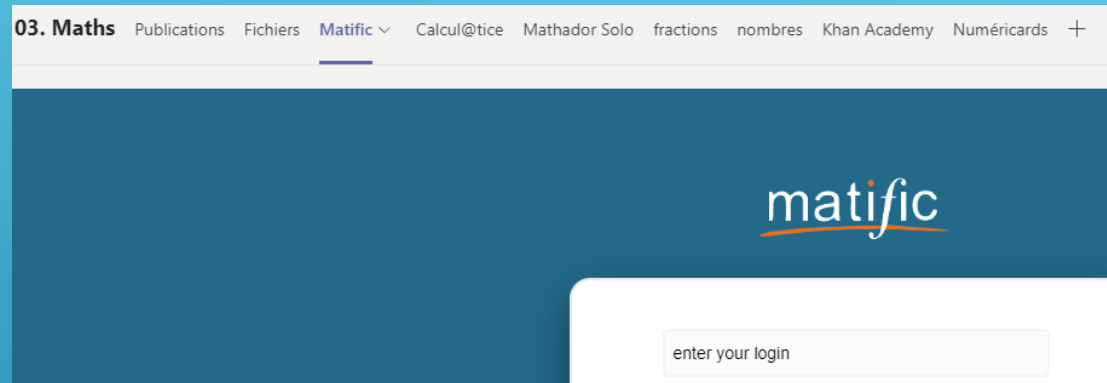 03. Maths Publications Fichiers Matific Calcul@tice Mathador Solo fractions nombres Khan Academy Numéricards +
matific
enter your login